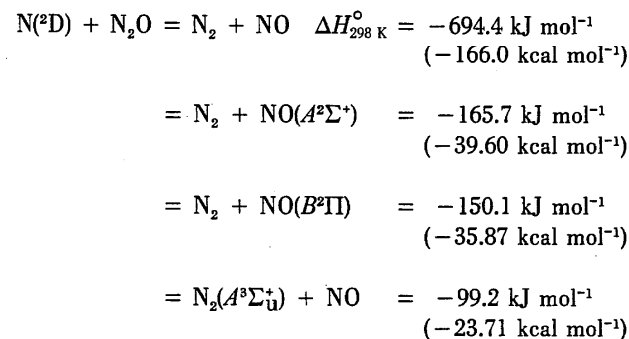 N(²D) + N₂O = N₂ + NO ΔH°₂₉₈ K = −694.4 kJ mol⁻¹
(−166.0 kcal mol⁻¹)
= N₂ + NO(A²Σ⁺) = −165.7 kJ mol⁻¹
(−39.60 kcal mol⁻¹)
= N₂ + NO(B²Π) = −150.1 kJ mol⁻¹
(−35.87 kcal mol⁻¹)
= N₂(A³Σᵤ⁺) + NO = −99.2 kJ mol⁻¹
(−23.71 kcal mol⁻¹)